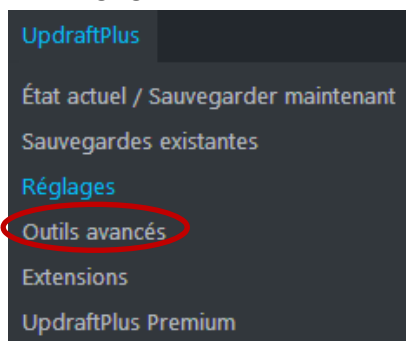 UpdraftPlus
État actuel / Sauvegarder maintenant
Sauvegardes existantes
Réglages
Outils avancés
Extensions
UpdraftPlus Premium